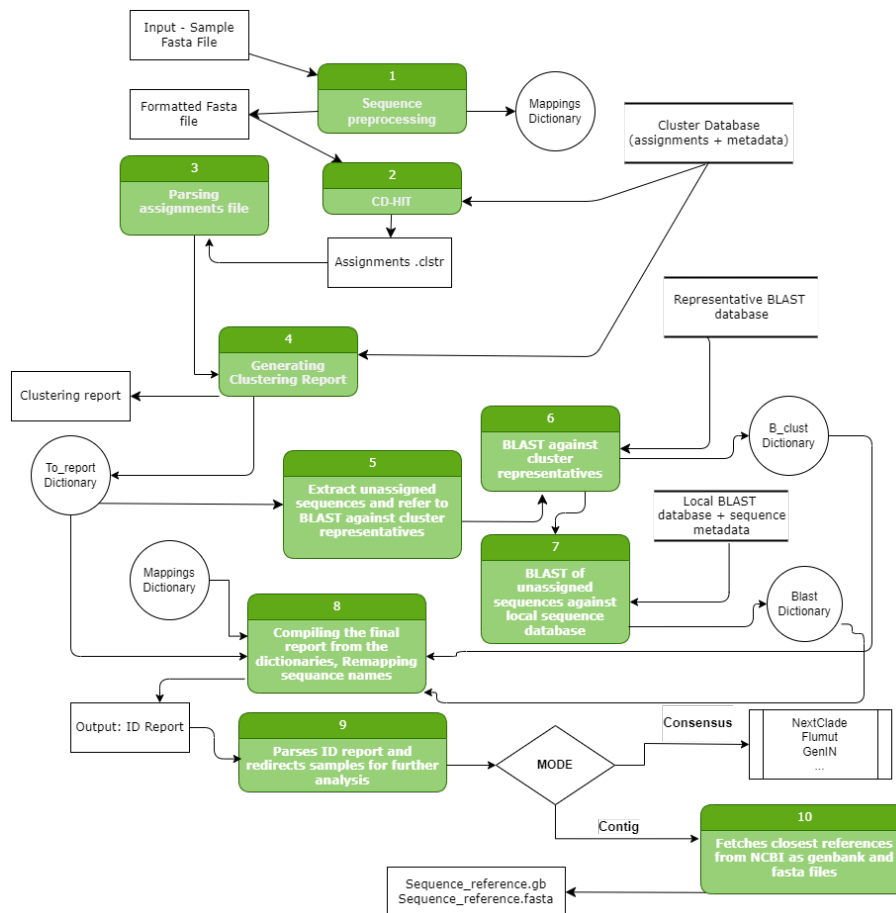 Input - Sample
Fasta File
1
Sequence
preprocessing
Mappings
Dictionary
Formatted Fasta
file
Cluster Database
(assignments + metadata)
3
Parsing
assignments file
2
CD-HIT
Assignments .clstr
Representative BLAST
database
4
Generating
Clustering Report
Clustering report
6
BLAST against
cluster
representatives
B_clust
Dictionary
To_report
Dictionary
5
Extract unassigned
sequences and refer to
BLAST against cluster
representatives
Local BLAST
database + sequence
metadata
7
BLAST of
unassigned
sequences against
local sequence
database
Mappings
Dictionary
Blast
Dictionary
8
Compiling the final
report from the
dictionaries, Remapping
sequance names
Output: ID Report
9
Parses ID report and
redirects samples for further
analysis
MODE
Consensus
NextClade
Flumut
GenIN
...
Contig
10
Fetches closest references
from NCBI as genbank and
fasta files
Sequence_reference.gb
Sequence_reference.fasta